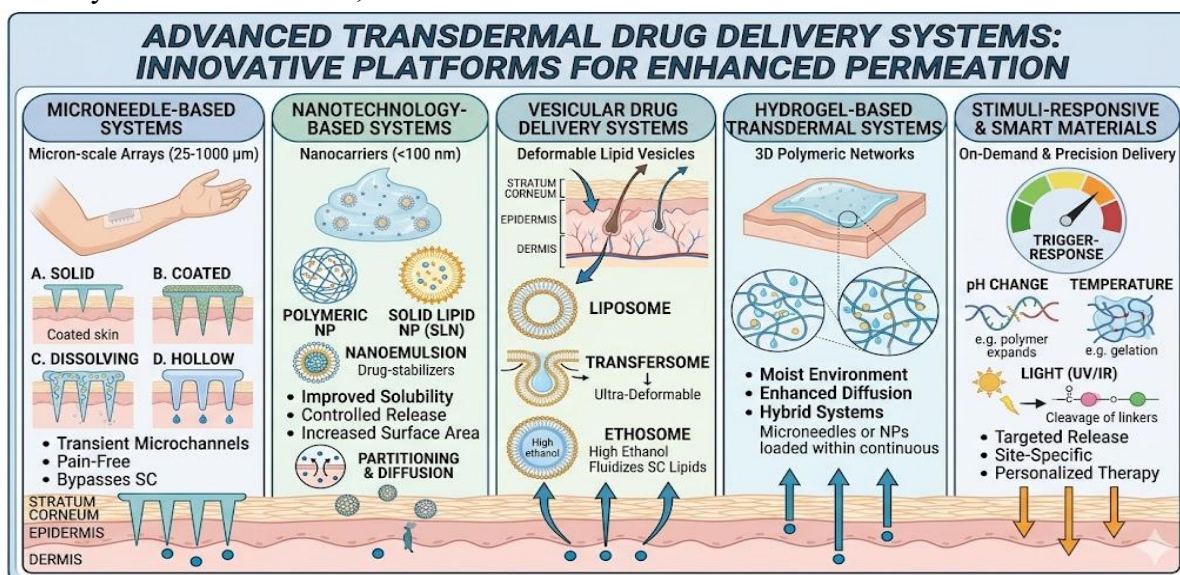 ADVANCED TRANSDERMAL DRUG DELIVERY SYSTEMS:
INNOVATIVE PLATFORMS FOR ENHANCED PERMEATION
MICRONEEDLE-BASED
SYSTEMS
Micron-scale Arrays (25-1000 µm)
A. SOLID
B. COATED
Coated skin
C. DISSOLVING
D. HOLLOW
• Transient Microchannels
• Pain-Free
• Bypasses SC
STRATUM
CORNEUM
EPIDERMIS
DERMIS
NANOTECHNOLOGY-
BASED SYSTEMS
Nanocarriers (<100 nm)
POLYMERIC
NP
SOLID LIPID
NP (SLN)
NANOEMULSION
Drug-stabilizers
• Improved Solubility
• Controlled Release
• Increased Surface Area
PARTITIONING
& DIFFUSION
VESICULAR DRUG
DELIVERY SYSTEMS
Deformable Lipid Vesicles
STRATUM
CORNEUM
EPIDERMIS
DERMIS
LIPOSOME
TRANSFERSOME
Ultra-Deformable
High
ethanol
ETHOSOME
High Ethanol
Fluidizes SC Lipids
HYDROGEL-BASED
TRANSDERMAL SYSTEMS
3D Polymeric Networks
• Moist Environment
• Enhanced Diffusion
• Hybrid Systems
Microneedles or NPs
loaded within continuous
STIMULI-RESPONSIVE
& SMART MATERIALS
On-Demand & Precision Delivery
TRIGGER-
RESPONSE
pH CHANGE
e.g. polymer
expands
TEMPERATURE
e.g. gelation
LIGHT (UV/IR)
Cleavage of linkers
• Targeted Release
• Site-Specific
• Personalized Therapy